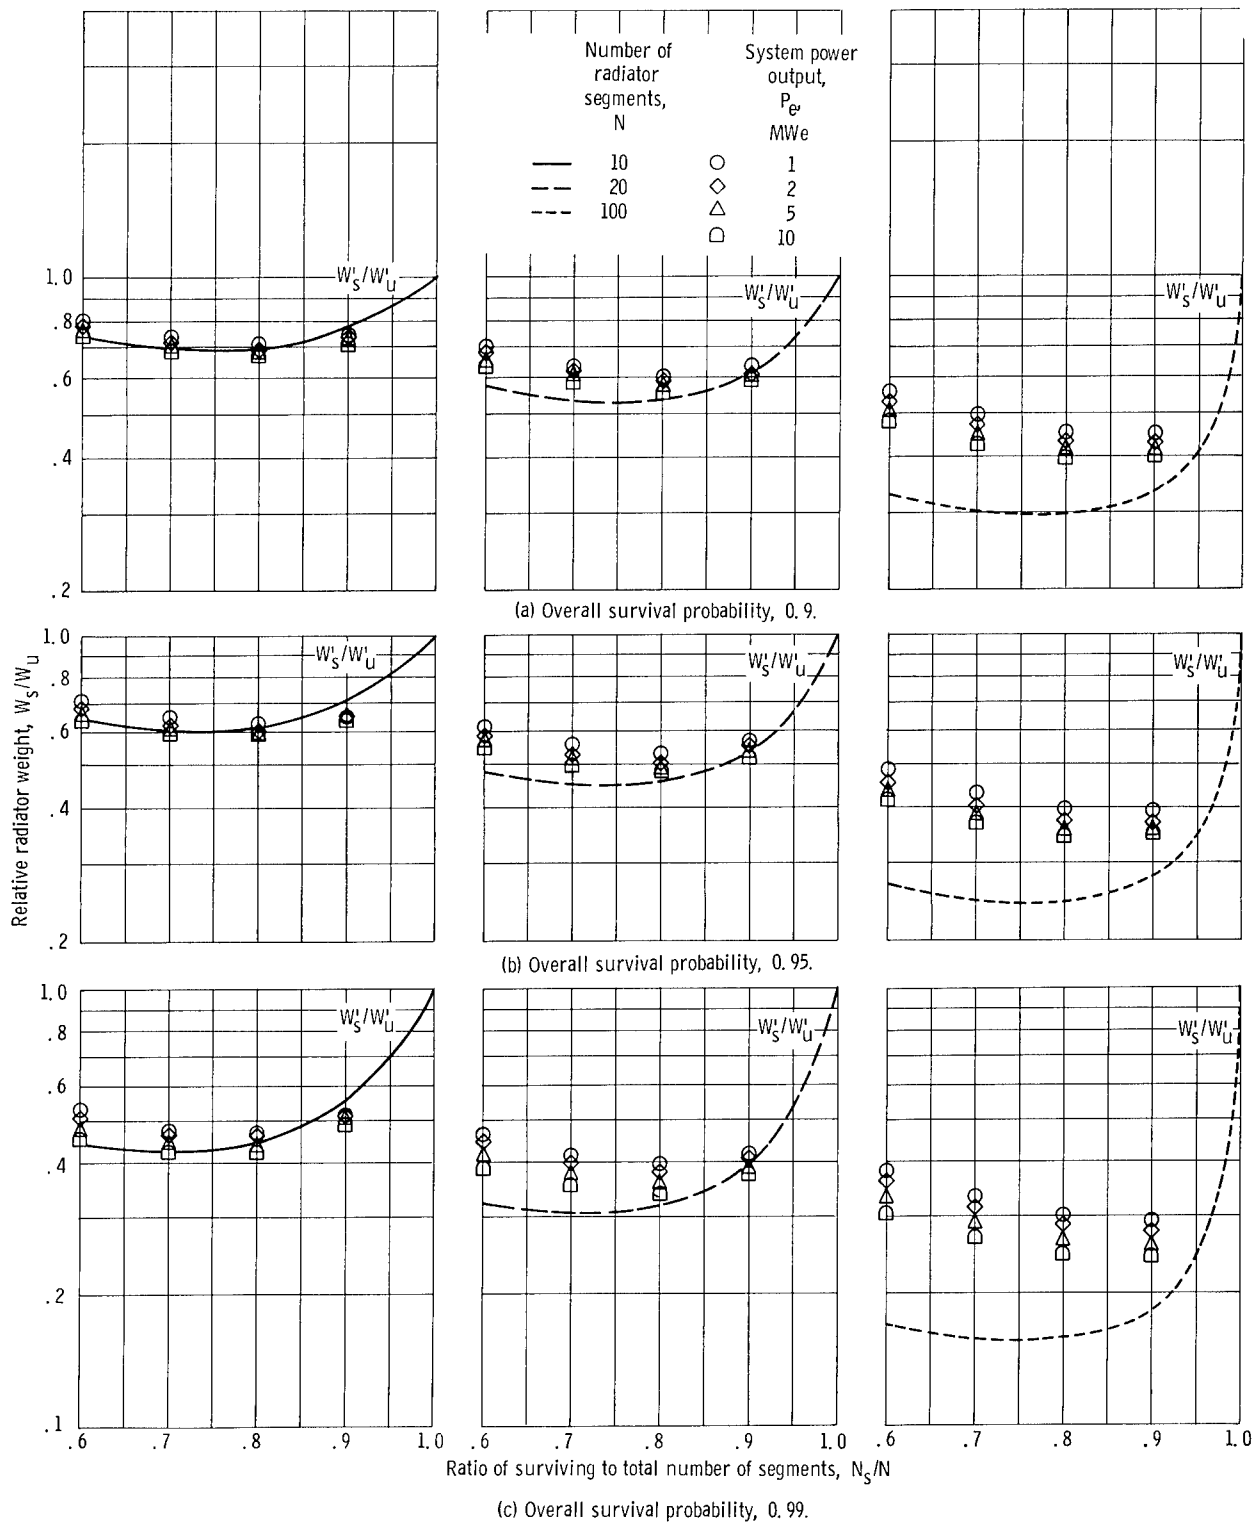 Number of
radiator
segments,
N
System power
output,
Pe,
MWe
10
1
20
2
100
5
10
1.0
.8
.6
.4
.2
W's/W'u
W's/W'u
W's/W'u
(a) Overall survival probability, 0.9.
Relative radiator weight, Ws/Wu
1.0
.8
.6
.4
.2
W's/W'u
W's/W'u
W's/W'u
(b) Overall survival probability, 0.95.
1.0
.8
.6
.4
.2
.1
W's/W'u
W's/W'u
W's/W'u
.6 .7 .8 .9 1.0
.6 .7 .8 .9 1.0
.6 .7 .8 .9 1.0
Ratio of surviving to total number of segments, Ns/N
(c) Overall survival probability, 0.99.